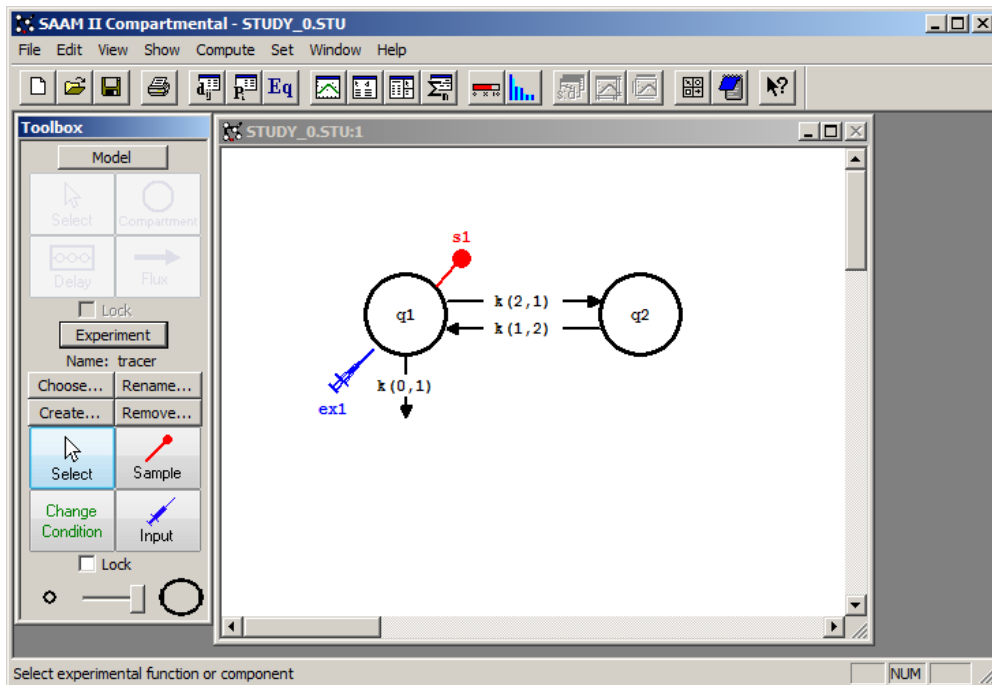 SAAM II Compartmental - STUDY_0.STU
File Edit View Show Compute Set Window Help
Eq
Toolbox
Model
Select Compartment
Delay Flux
Lock
Experiment
Name: tracer
Choose... Rename...
Create... Remove...
Select Sample
Change
Condition Input
Lock
STUDY_0.STU:1
s1
q1 k(2,1) q2
k(1,2)
k(0,1)
ex1
Select experimental function or component NUM